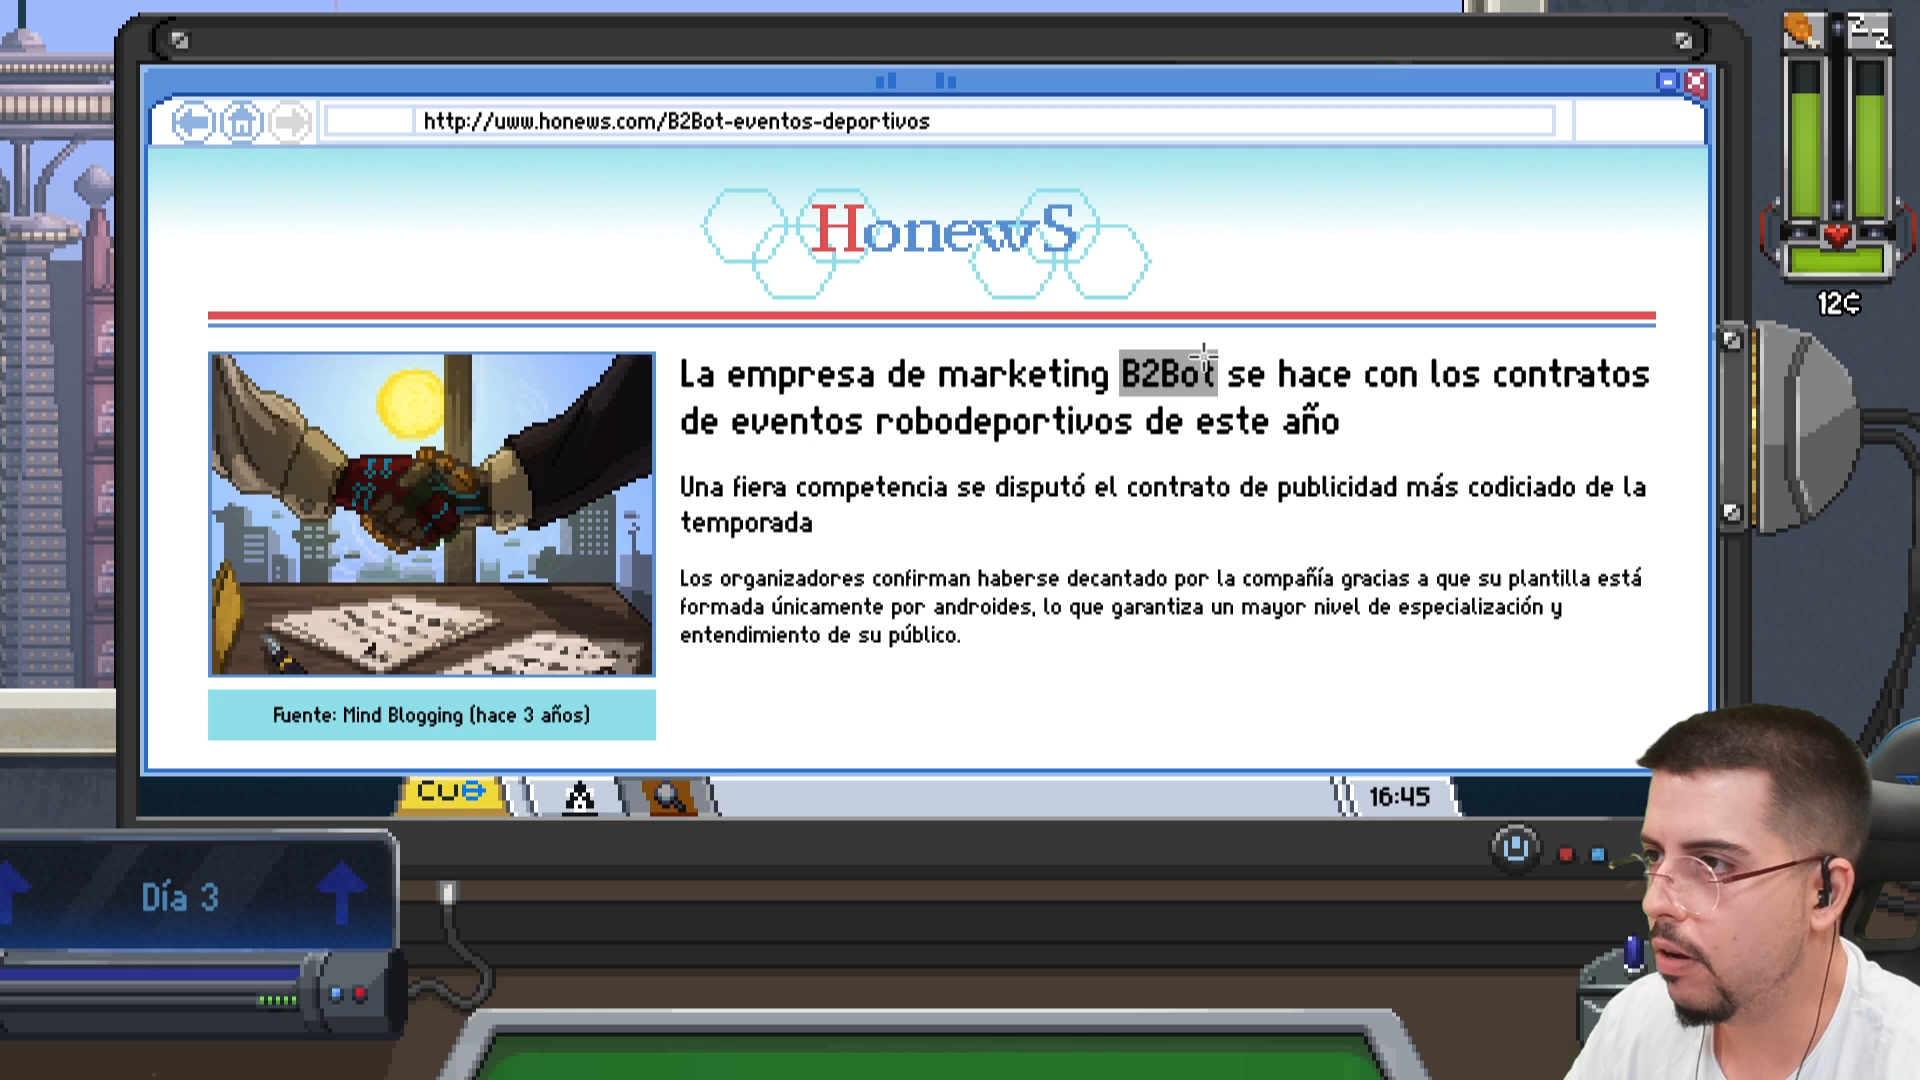 http://uww.honews.com/B2Bot-eventos-deportivos
HonewS
12¢
La empresa de marketing B2Bot se hace con los contratos
de eventos robodeportivos de este año
Una fiera competencia se disputó el contrato de publicidad más codiciado de la
temporada
Los organizadores confirman haberse decantado por la compañía gracias a que su plantilla está
formada únicamente por androides, lo que garantiza un mayor nivel de especialización y
entendimiento de su público.
Fuente: Mind Blogging (hace 3 años)
CUB
16:45
Día 3